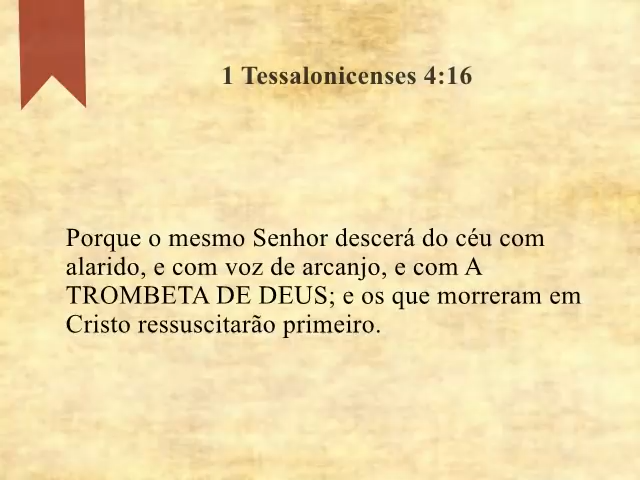 1 Tessalonicenses 4:16
Porque o mesmo Senhor descerá do céu com
alarido, e com voz de arcanjo, e com A
TROMBETA DE DEUS; e os que morreram em
Cristo ressuscitarão primeiro.